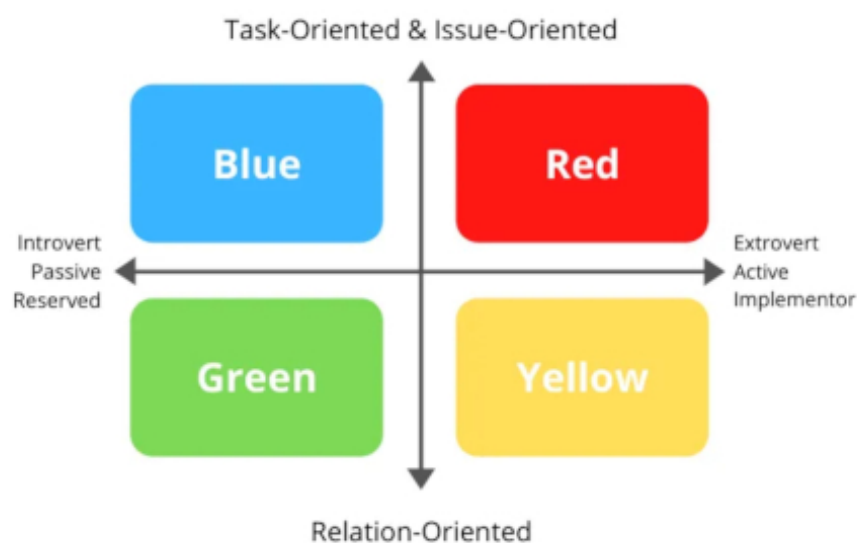 Task-Oriented & Issue-Oriented
Blue
Red
Introvert
Passive
Reserved
Extrovert
Active
Implementor
Green
Yellow
Relation-Oriented